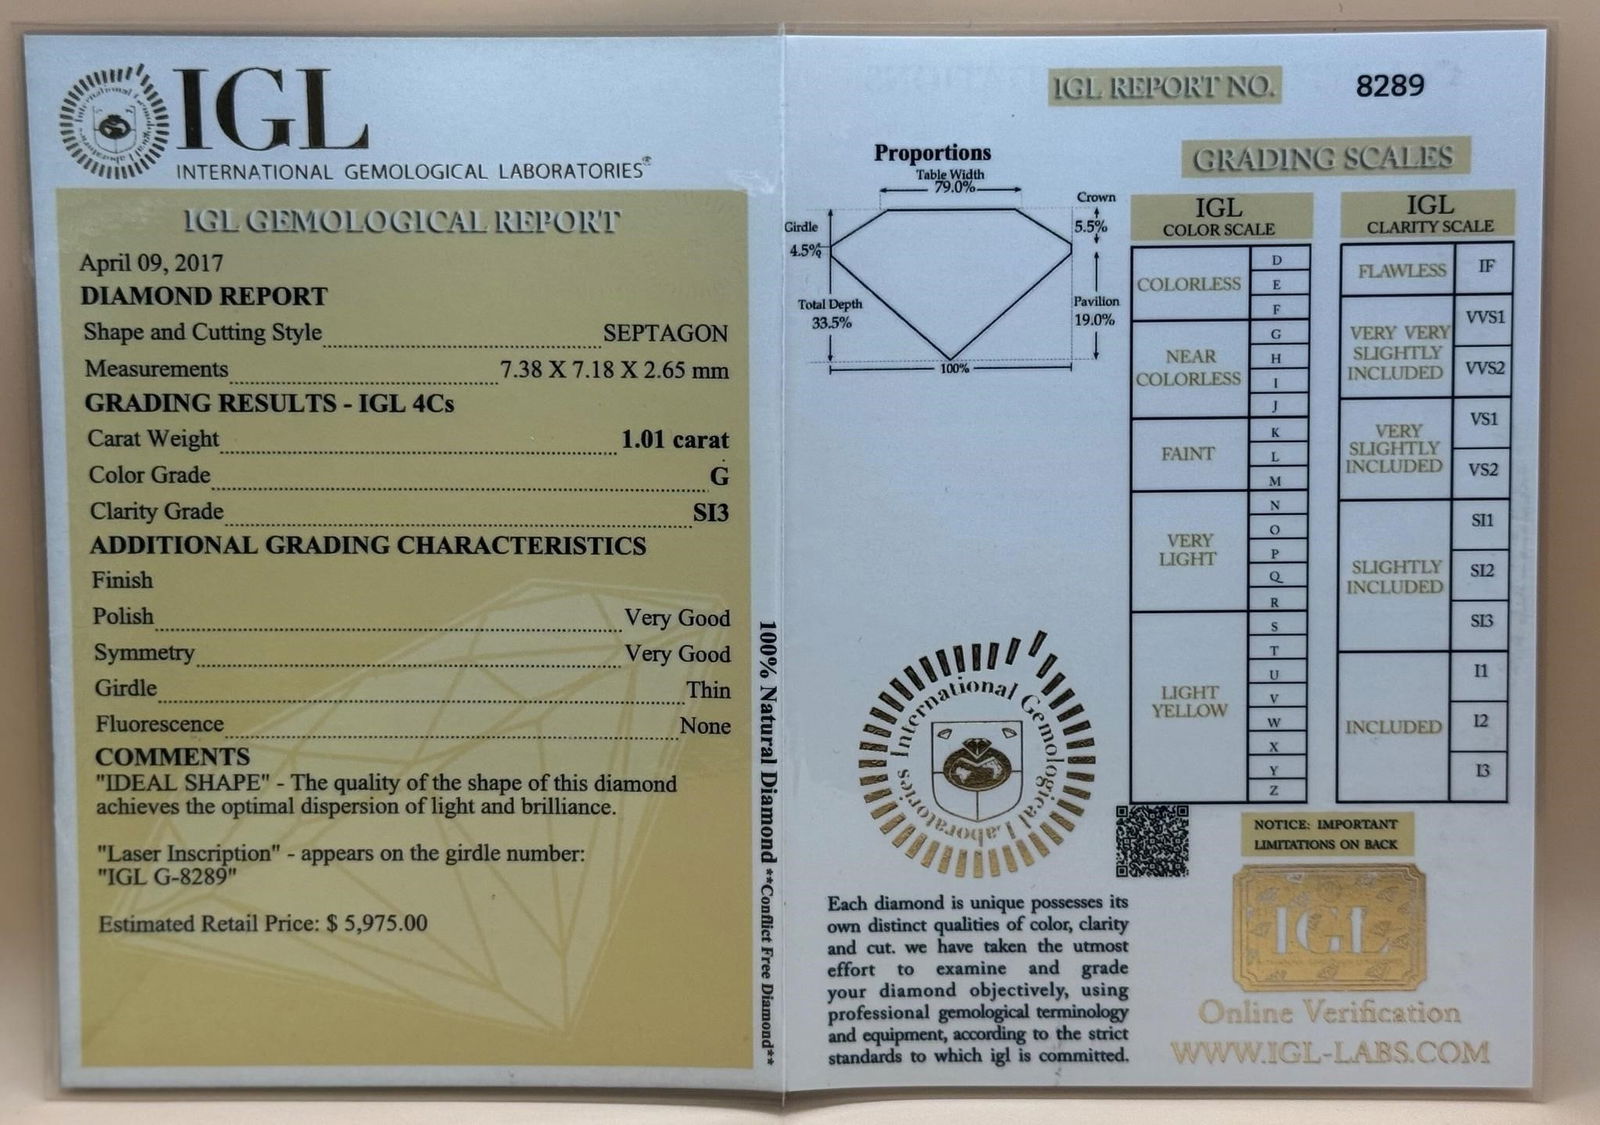 IGL
INTERNATIONAL GEMOLOGICAL LABORATORIES®
International Gemological Laboratories
IGL GEMOLOGICAL REPORT
April 09, 2017
DIAMOND REPORT
Shape and Cutting Style SEPTAGON
Measurements 7.38 X 7.18 X 2.65 mm
GRADING RESULTS - IGL 4Cs
Carat Weight 1.01 carat
Color Grade G
Clarity Grade SI3
ADDITIONAL GRADING CHARACTERISTICS
Finish
Polish Very Good
Symmetry Very Good
Girdle Thin
Fluorescence None
COMMENTS
"IDEAL SHAPE" - The quality of the shape of this diamond
achieves the optimal dispersion of light and brilliance.
"Laser Inscription" - appears on the girdle number:
"IGL G-8289"
Estimated Retail Price: $ 5,975.00
100% Natural Diamond **Conflict Free Diamond**
IGL REPORT NO. 8289
Proportions
Table Width
79.0%
Crown
5.5%
Girdle
4.5%
Total Depth
33.5%
Pavilion
19.0%
100%
International Gemological Laboratories
Each diamond is unique possesses its
own distinct qualities of color, clarity
and cut. we have taken the utmost
effort to examine and grade
your diamond objectively, using
professional gemological terminology
and equipment, according to the strict
standards to which igl is committed.
GRADING SCALES
IGL
COLOR SCALE
COLORLESS
D
E
F
NEAR
COLORLESS
G
H
I
J
FAINT
K
L
M
VERY
LIGHT
N
O
P
Q
R
LIGHT
YELLOW
S
T
U
V
W
X
Y
Z
IGL
CLARITY SCALE
FLAWLESS
IF
VERY VERY
SLIGHTLY
INCLUDED
VVS1
VVS2
VERY
SLIGHTLY
INCLUDED
VS1
VS2
SLIGHTLY
INCLUDED
SI1
SI2
SI3
INCLUDED
I1
I2
I3
NOTICE: IMPORTANT
LIMITATIONS ON BACK
IGL
Online Verification
WWW.IGL-LABS.COM